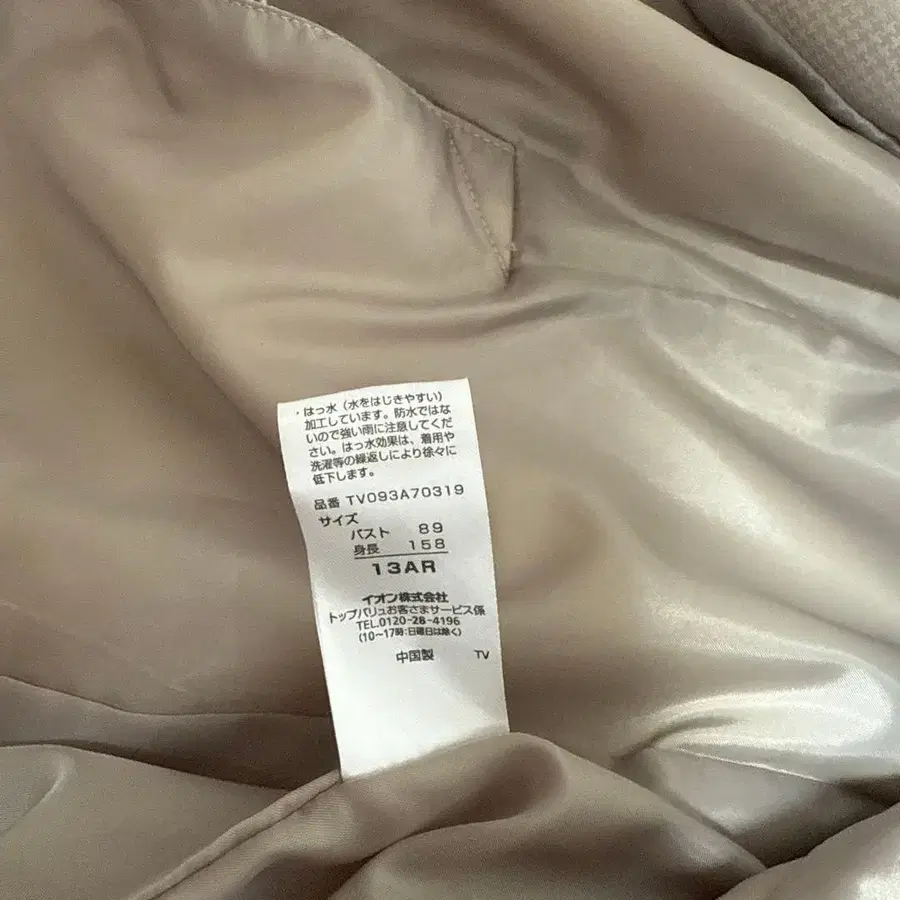 ・はっ水（水をはじきやすい）
加工しています。防水ではな
いので強い雨に注意してくだ
さい。はっ水効果は、着用や
洗濯等の繰返しにより徐々に
低下します。
品番 TV093A70319
サイズ
バスト 89
身長 158
13AR
イオン株式会社
トップバリュお客さまサービス係
TEL.0120-28-4196
(10～17時:日曜日は除く)
中国製 TV